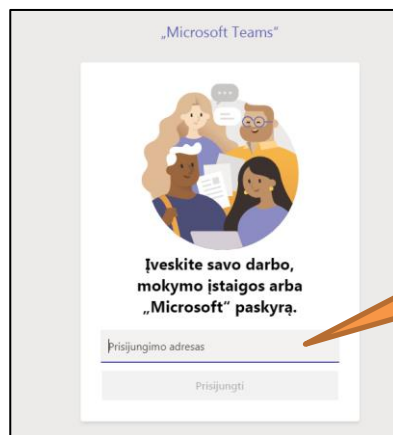 „Microsoft Teams“
Įveskite savo darbo,
mokymo įstaigos arba
„Microsoft“ paskyrą.
Prisijungimo adresas
Prisijungti